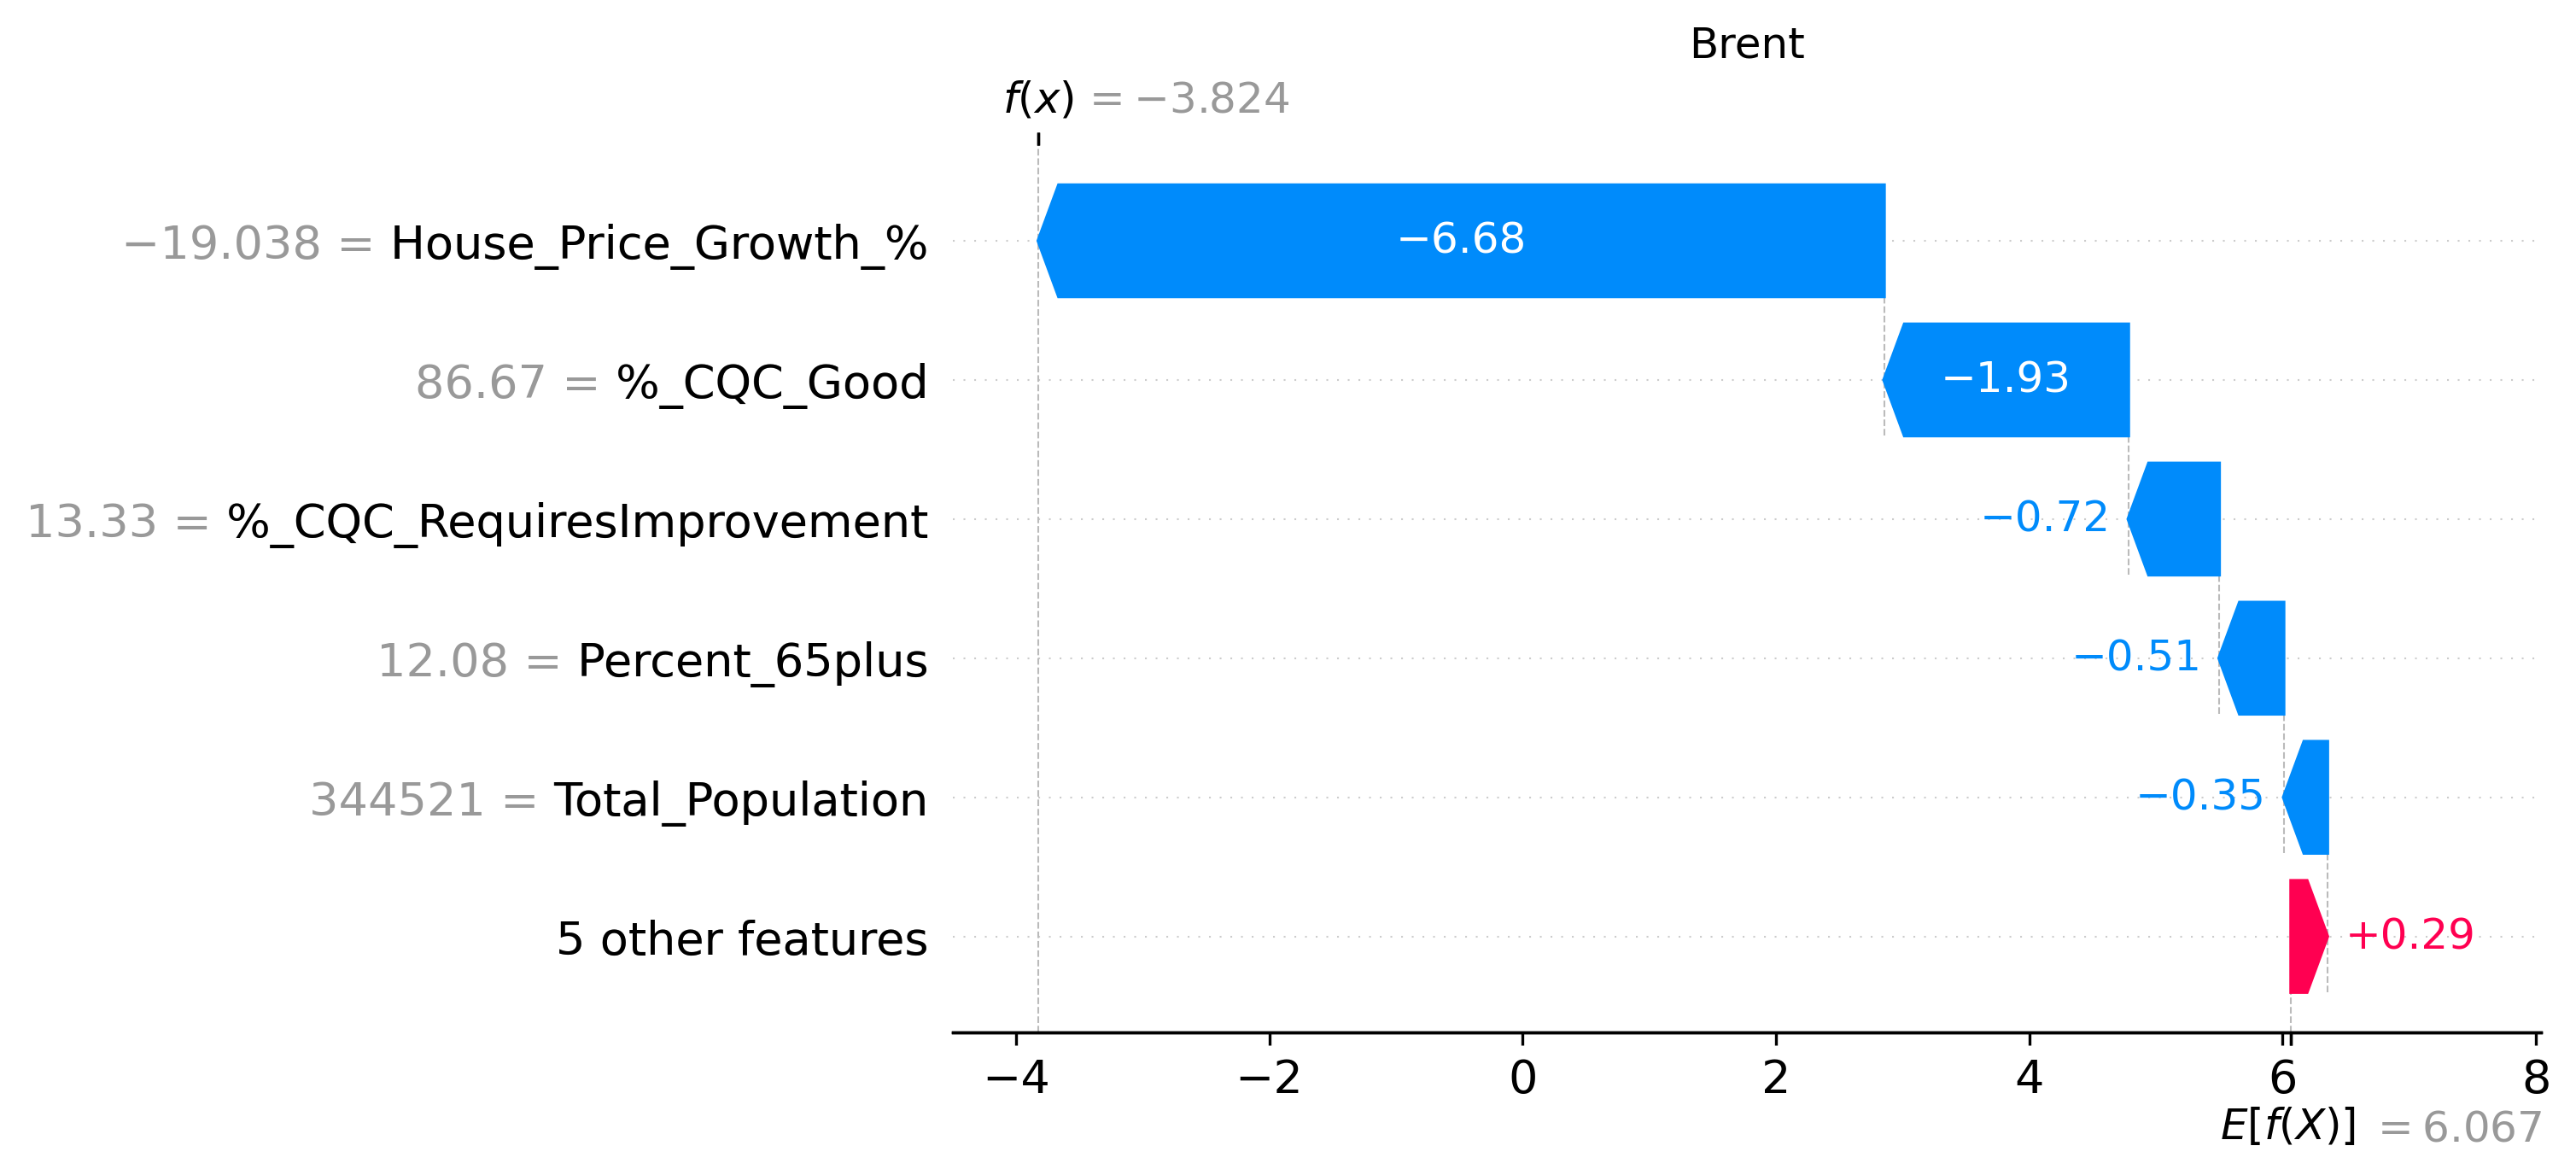 Brent
f(x) = −3.824
−19.038 = House_Price_Growth_% −6.68
86.67 = %_CQC_Good −1.93
13.33 = %_CQC_RequiresImprovement −0.72
12.08 = Percent_65plus −0.51
344521 = Total_Population −0.35
5 other features +0.29
−4 −2 0 2 4 6 8
E[f(X)] = 6.067